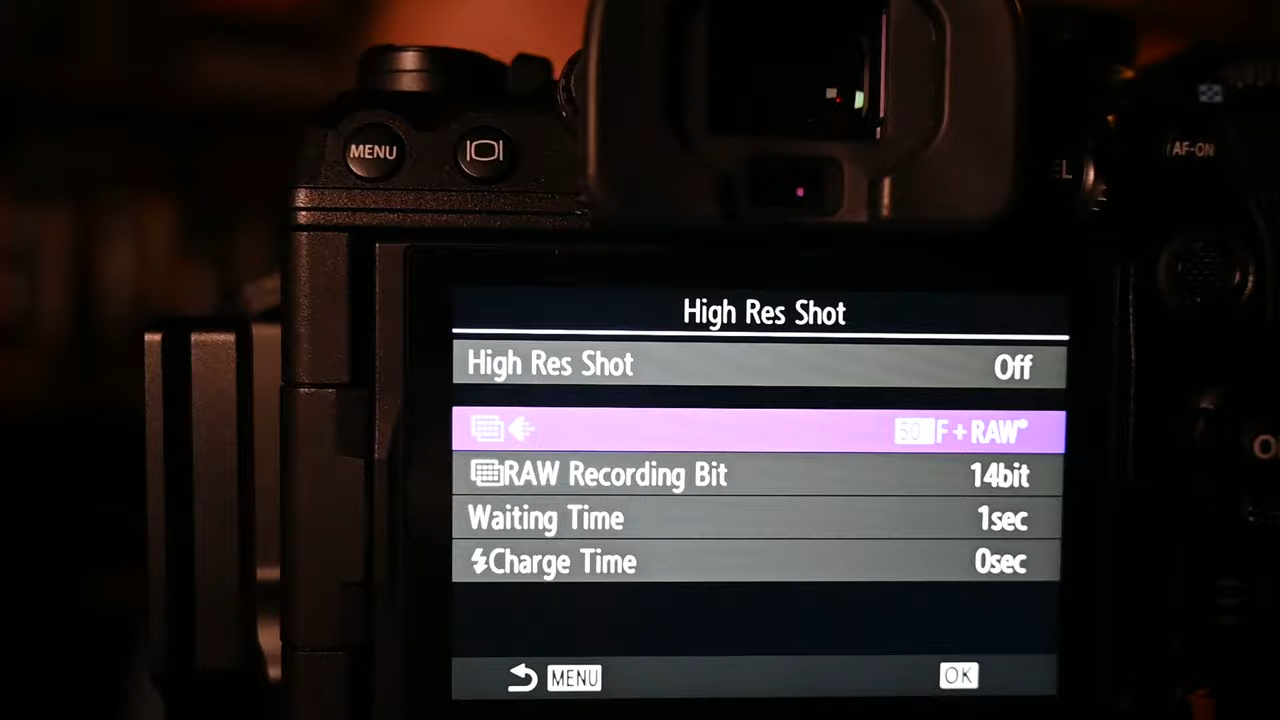 MENU
AF-ON
High Res Shot
High Res Shot Off
F+RAW
RAW Recording Bit 14bit
Waiting Time 1sec
Charge Time 0sec
MENU OK